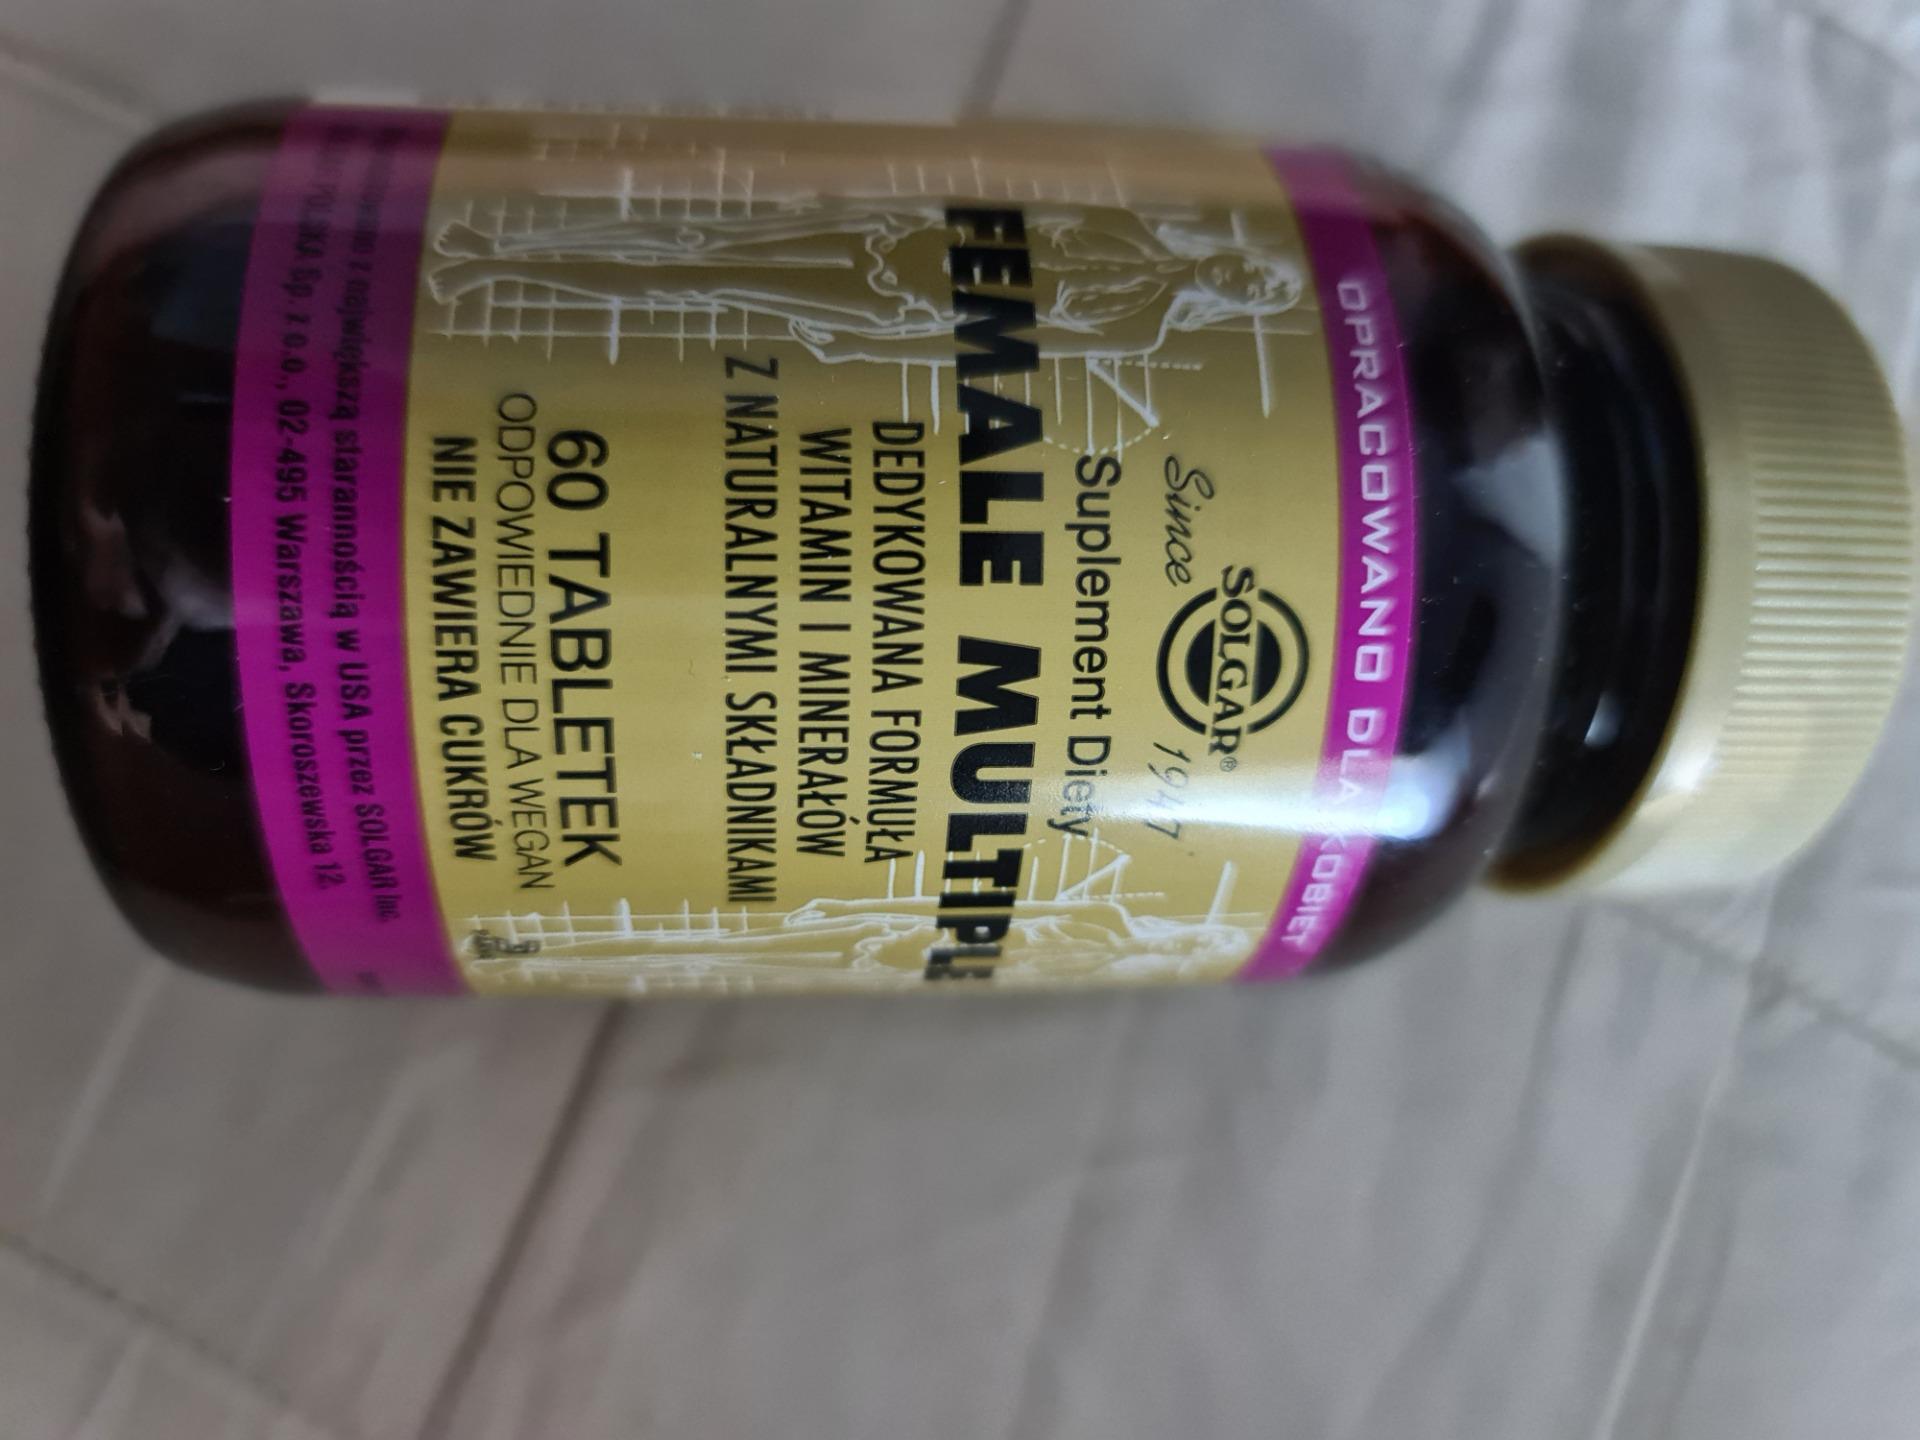 OPRACOWANO DLA KOBIET
SOLGAR®
Since 1947
Suplement Diety
FEMALE MULTIPLE
DEDYKOWANA FORMUŁA
WITAMIN I MINERAŁÓW
Z NATURALNYMI SKŁADNIKAMI
60 TABLETEK
ODPOWIEDNIE DLA WEGAN
NIE ZAWIERA CUKRÓW
z największą starannością w USA przez SOLGAR Inc.
POLSKA Sp. z o.o., 02-495 Warszawa, Skoroszewska 12.